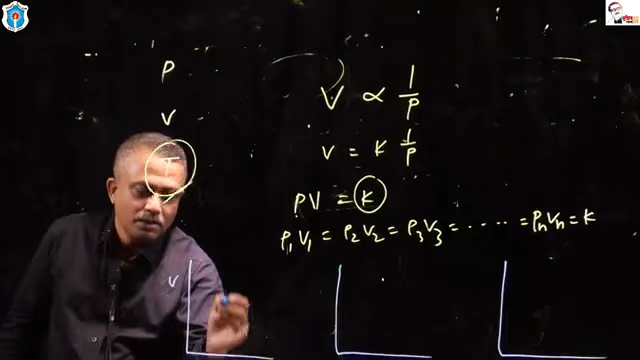 P
V
T
V ∝ 1/P
V = K 1/P
PV = K
P₁V₁ = P₂V₂ = P₃V₃ = ..... = PₙVₙ = K
V